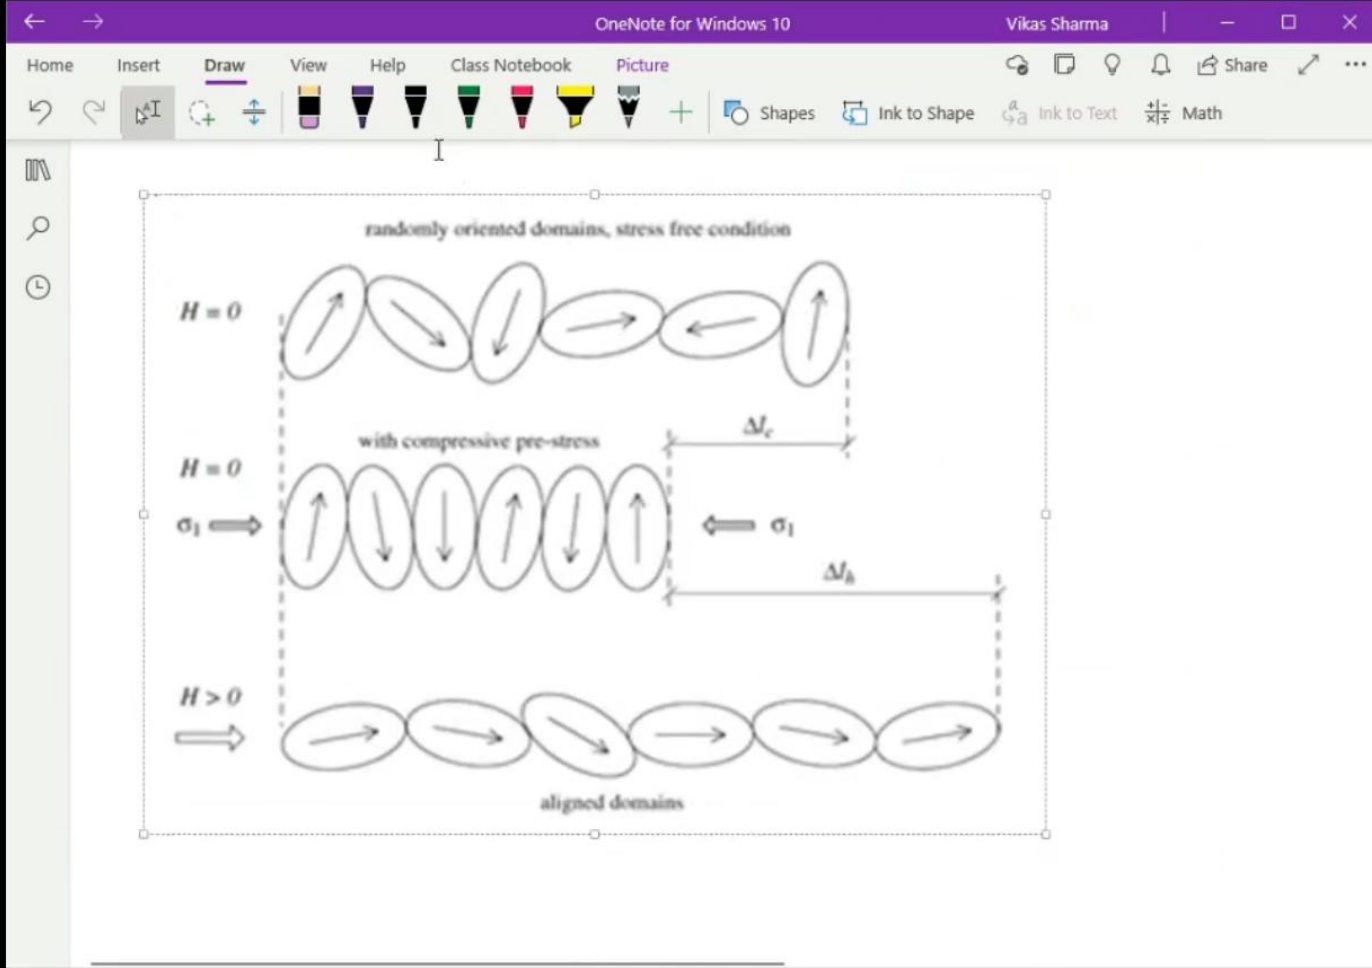 OneNote for Windows 10
Vikas Sharma
Home Insert Draw View Help Class Notebook Picture Share
Shapes Ink to Shape Ink to Text Math
randomly oriented domains, stress free condition
H = 0
Δl_c
with compressive pre-stress
H = 0
σ₁ σ₁
Δl_h
H > 0
aligned domains